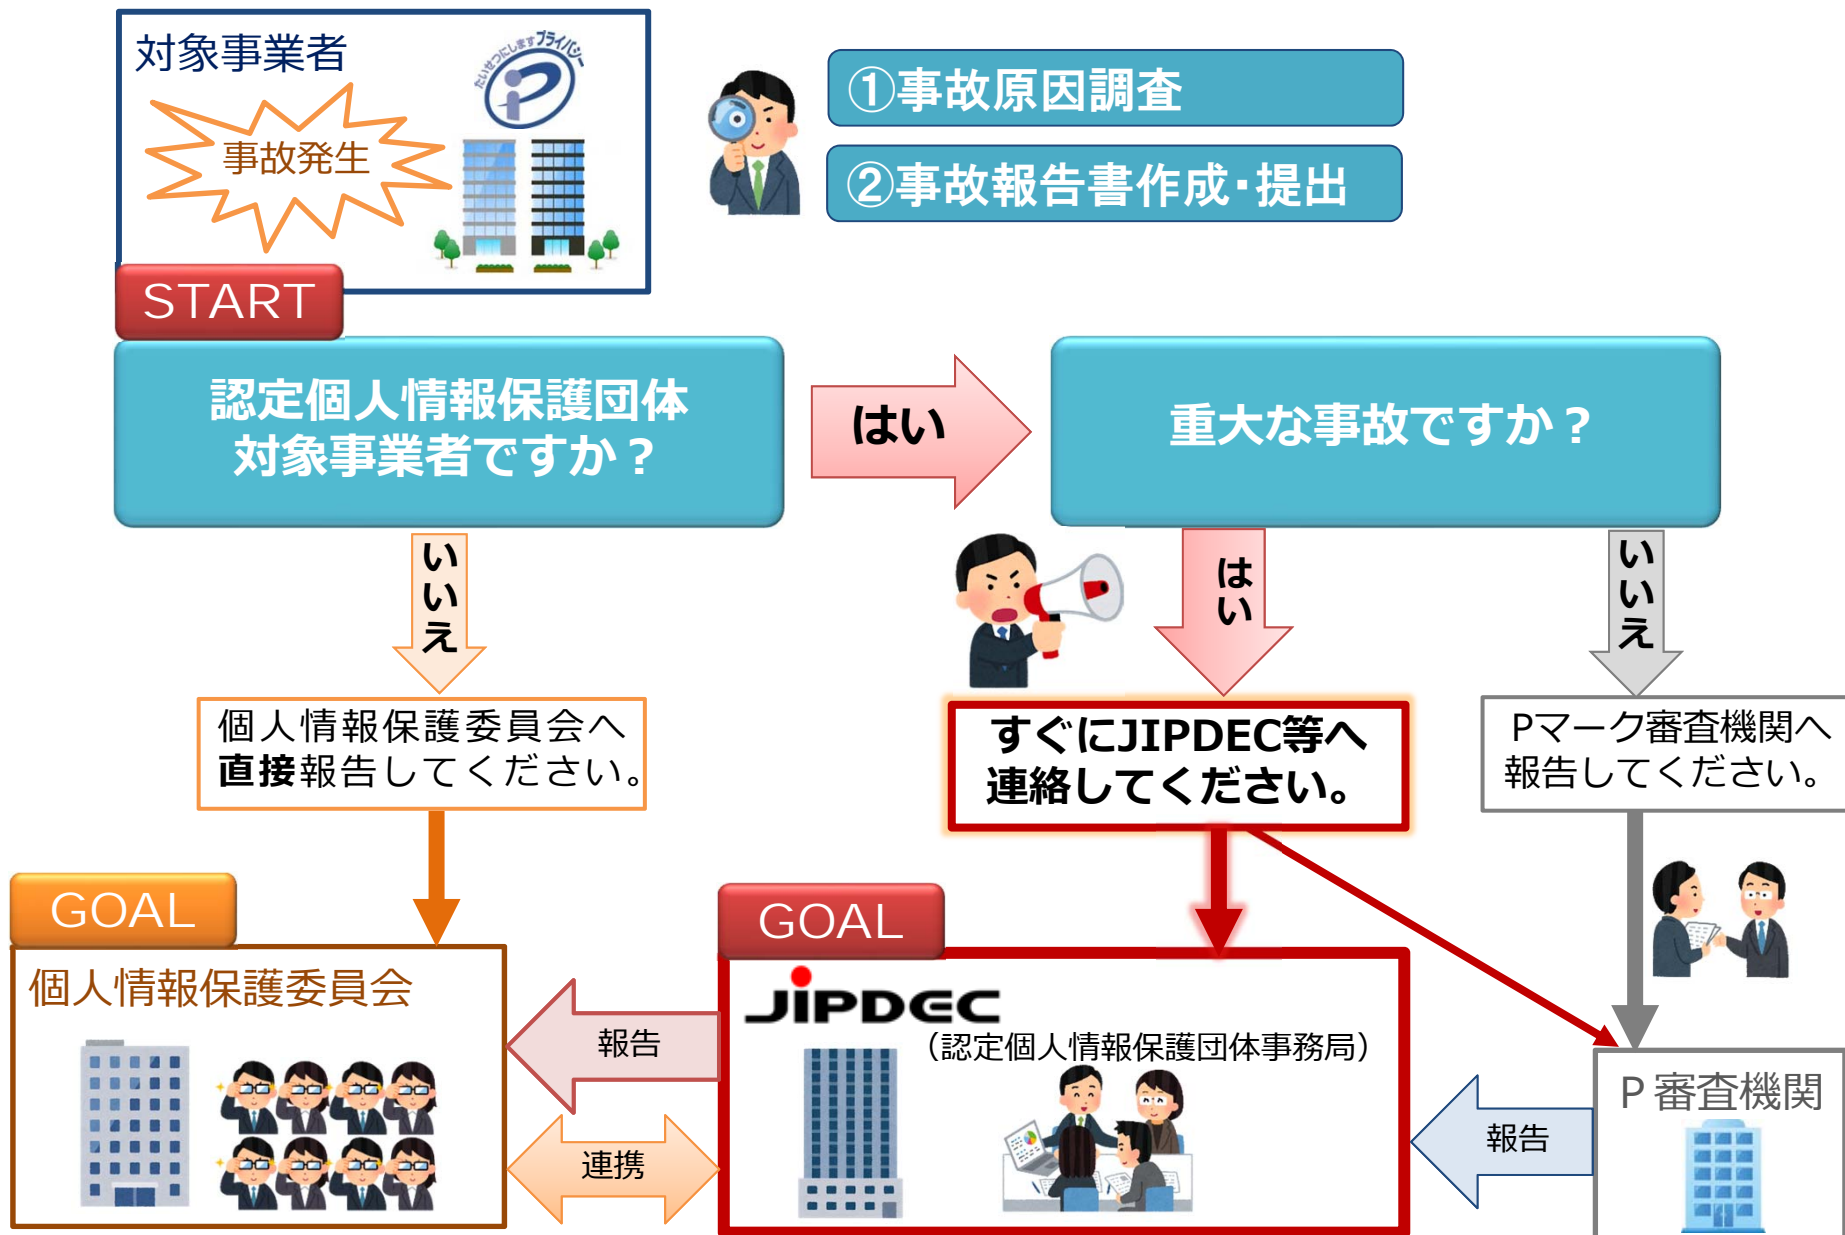 対象事業者
たいせつにしますプライバシー
事故発生
①事故原因調査
②事故報告書作成・提出
START
認定個人情報保護団体
対象事業者ですか？
はい
重大な事故ですか？
いいえ
はい
いいえ
個人情報保護委員会へ
直接報告してください。
すぐにJIPDEC等へ
連絡してください。
Pマーク審査機関へ
報告してください。
GOAL
個人情報保護委員会
GOAL
JIPDEC
（認定個人情報保護団体事務局）
報告
連携
報告
P 審査機関